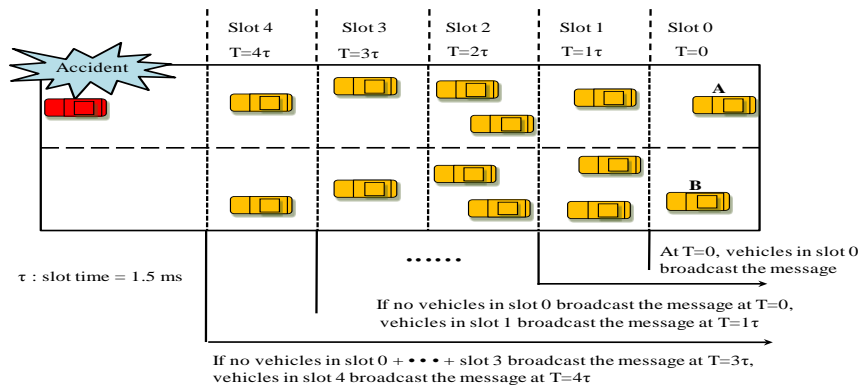 Slot 4 Slot 3 Slot 2 Slot 1 Slot 0
T=4τ T=3τ T=2τ T=1τ T=0
Accident
A
B
At T=0, vehicles in slot 0
broadcast the message
τ : slot time = 1.5 ms
••••••
If no vehicles in slot 0 broadcast the message at T=0,
vehicles in slot 1 broadcast the message at T=1τ
If no vehicles in slot 0 + ••• + slot 3 broadcast the message at T=3τ,
vehicles in slot 4 broadcast the message at T=4τ